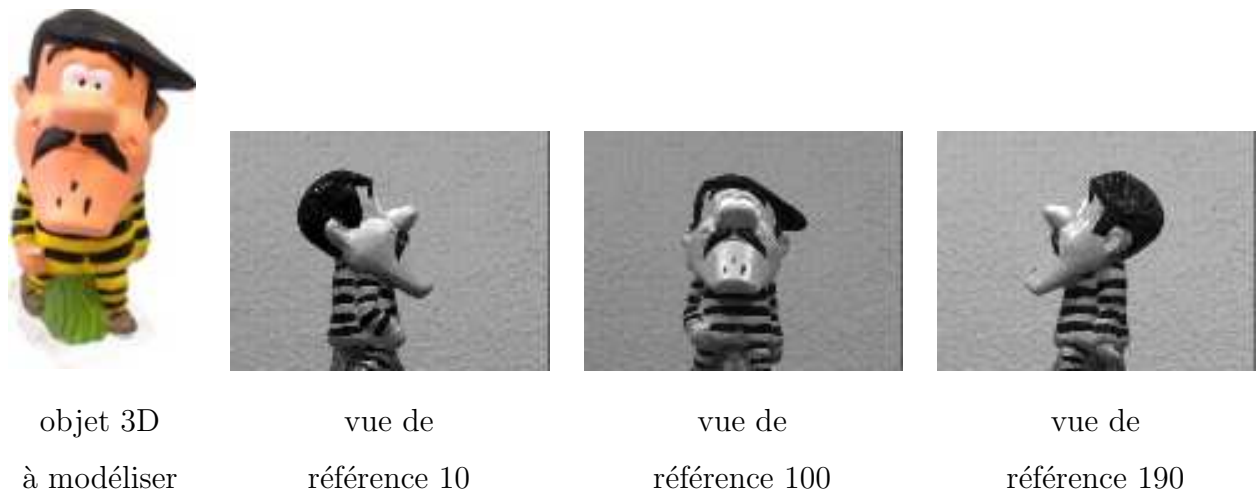 objet 3D
à modéliser
vue de
référence 10
vue de
référence 100
vue de
référence 190